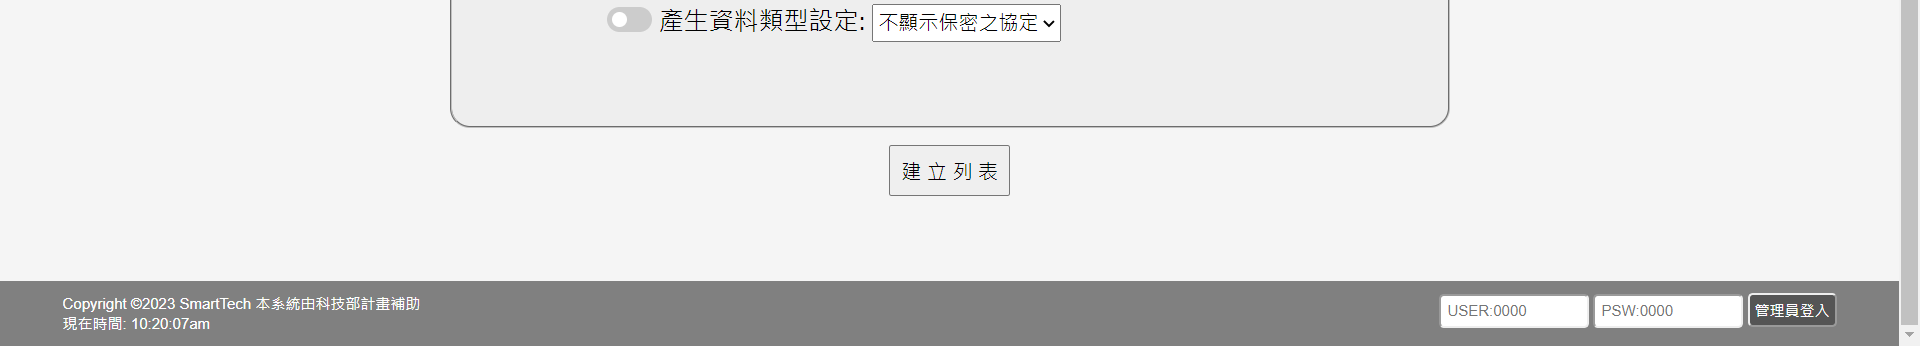 產生資料類型設定: 不顯示保密之協定
建立列表
Copyright ©2023 SmartTech 本系統由科技部計畫補助
現在時間: 10:20:07am
USER:0000 PSW:0000 管理員登入